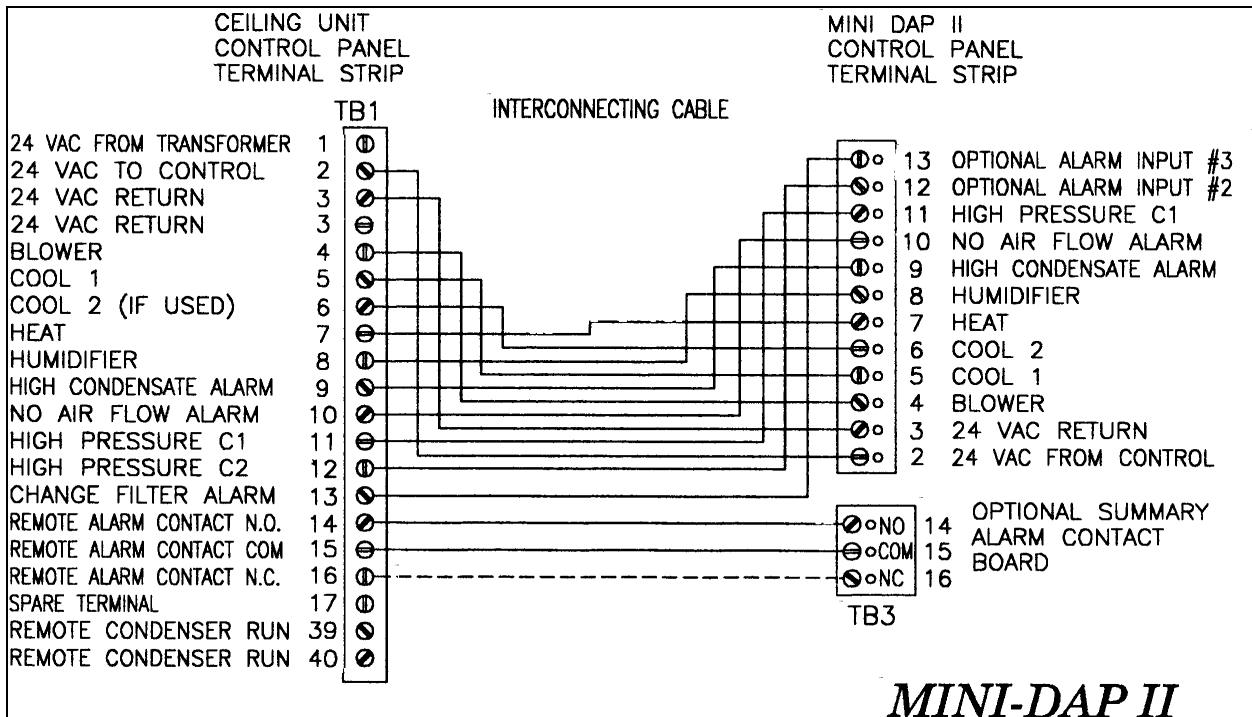 CEILING UNIT
CONTROL PANEL
TERMINAL STRIP
MINI DAP II
CONTROL PANEL
TERMINAL STRIP
TB1
INTERCONNECTING CABLE
24 VAC FROM TRANSFORMER 1
24 VAC TO CONTROL 2
24 VAC RETURN 3
24 VAC RETURN 3
BLOWER 4
COOL 1 5
COOL 2 (IF USED) 6
HEAT 7
HUMIDIFIER 8
HIGH CONDENSATE ALARM 9
NO AIR FLOW ALARM 10
HIGH PRESSURE C1 11
HIGH PRESSURE C2 12
CHANGE FILTER ALARM 13
REMOTE ALARM CONTACT N.O. 14
REMOTE ALARM CONTACT COM 15
REMOTE ALARM CONTACT N.C. 16
SPARE TERMINAL 17
REMOTE CONDENSER RUN 39
REMOTE CONDENSER RUN 40
13 OPTIONAL ALARM INPUT #3
12 OPTIONAL ALARM INPUT #2
11 HIGH PRESSURE C1
10 NO AIR FLOW ALARM
9 HIGH CONDENSATE ALARM
8 HUMIDIFIER
7 HEAT
6 COOL 2
5 COOL 1
4 BLOWER
3 24 VAC RETURN
2 24 VAC FROM CONTROL
NO 14
COM 15
NC 16
OPTIONAL SUMMARY
ALARM CONTACT
BOARD
TB3
MINI-DAP II